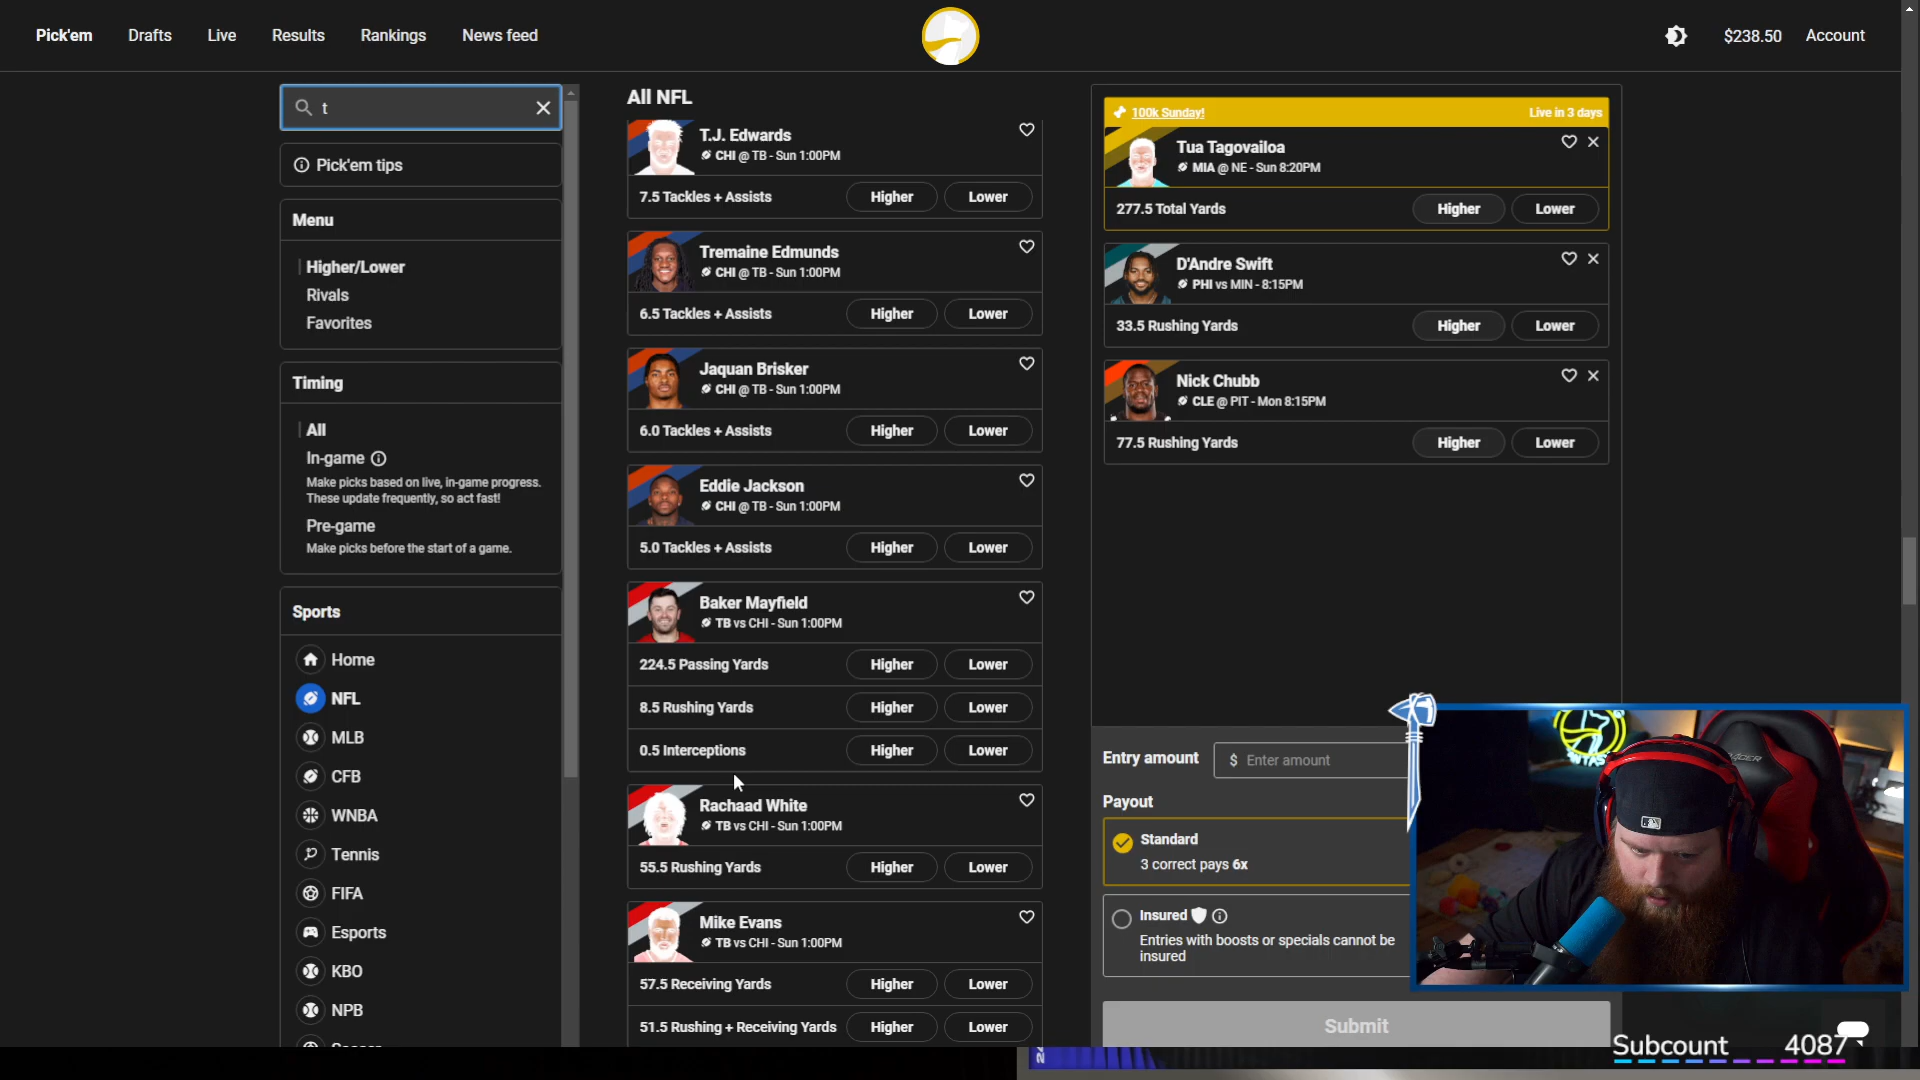 Pick'em
Drafts
Live
Results
Rankings
News feed
$238.50
Account
t
Pick'em tips
Menu
Higher/Lower
Rivals
Favorites
Timing
All
In-game
Make picks based on live, in-game progress.
These update frequently, so act fast!
Pre-game
Make picks before the start of a game.
Sports
Home
NFL
MLB
CFB
WNBA
Tennis
FIFA
Esports
KBO
NPB
All NFL
T.J. Edwards
CHI @ TB - Sun 1:00PM
7.5 Tackles + Assists Higher Lower
Tremaine Edmunds
CHI @ TB - Sun 1:00PM
6.5 Tackles + Assists Higher Lower
Jaquan Brisker
CHI @ TB - Sun 1:00PM
6.0 Tackles + Assists Higher Lower
Eddie Jackson
CHI @ TB - Sun 1:00PM
5.0 Tackles + Assists Higher Lower
Baker Mayfield
TB vs CHI - Sun 1:00PM
224.5 Passing Yards Higher Lower
8.5 Rushing Yards Higher Lower
0.5 Interceptions Higher Lower
Rachaad White
TB vs CHI - Sun 1:00PM
55.5 Rushing Yards Higher Lower
Mike Evans
TB vs CHI - Sun 1:00PM
57.5 Receiving Yards Higher Lower
51.5 Rushing + Receiving Yards Higher Lower
100k Sunday! Live in 3 days
Tua Tagovailoa
MIA @ NE - Sun 8:20PM
277.5 Total Yards Higher Lower
D'Andre Swift
PHI vs MIN - 8:15PM
33.5 Rushing Yards Higher Lower
Nick Chubb
CLE @ PIT - Mon 8:15PM
77.5 Rushing Yards Higher Lower
Entry amount $ Enter amount
Payout
Standard
3 correct pays 6x
Insured
Entries with boosts or specials cannot be
insured
Submit
Subcount 4087